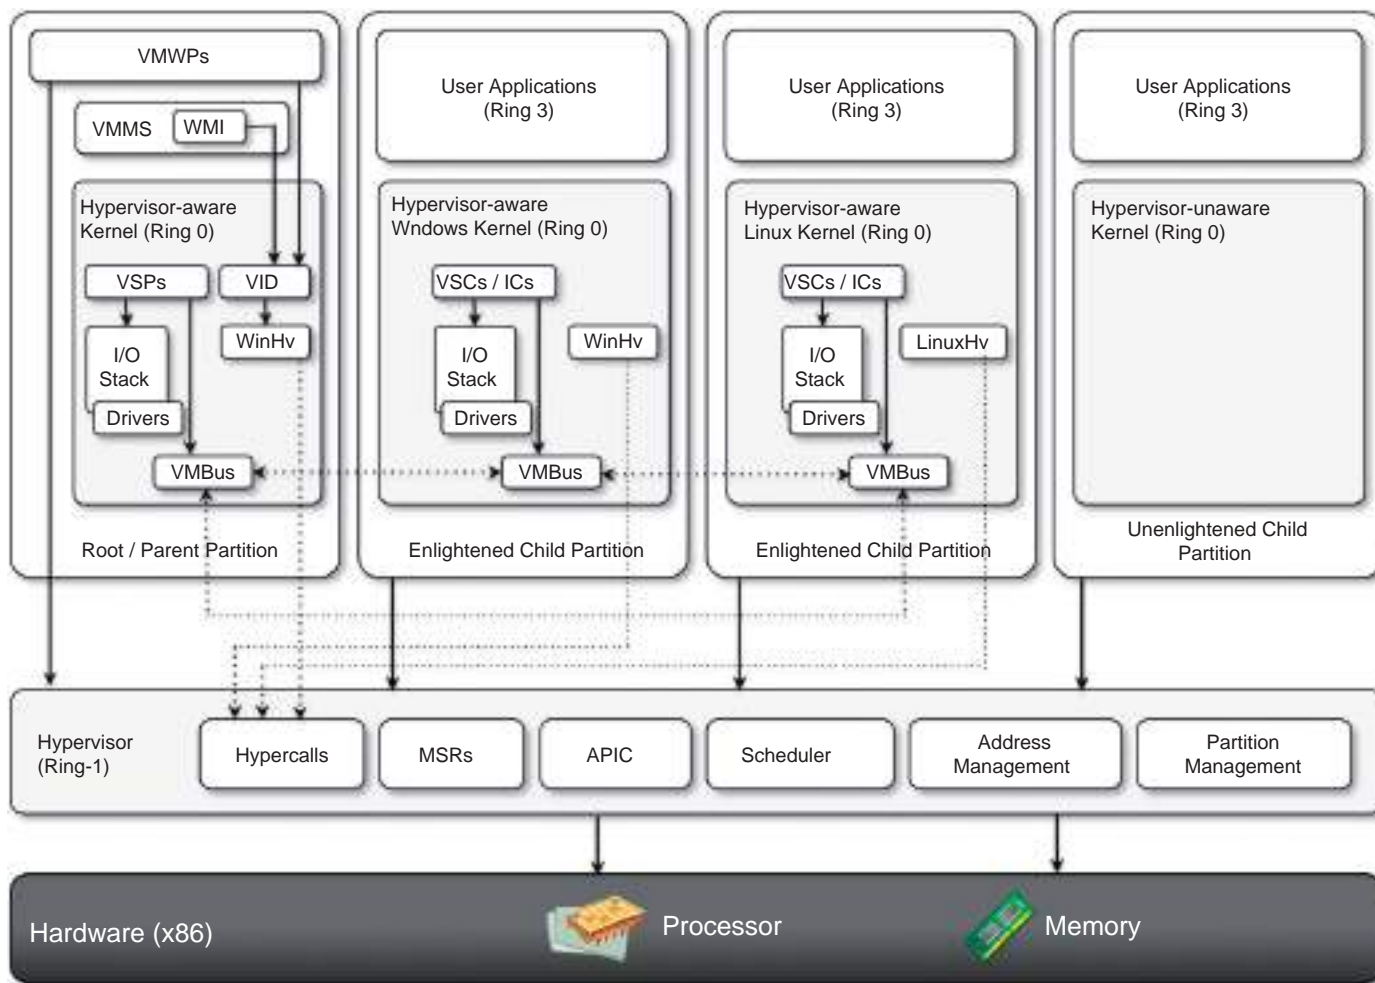 VMWPs
VMMS
WMI
Hypervisor-aware
Kernel (Ring 0)
VSPs
VID
WinHv
I/O
Stack
Drivers
VMBus
Root / Parent Partition
User Applications
(Ring 3)
Hypervisor-aware
Wndows Kernel (Ring 0)
VSCs / ICs
I/O
Stack
Drivers
WinHv
VMBus
Enlightened Child Partition
User Applications
(Ring 3)
Hypervisor-aware
Linux Kernel (Ring 0)
VSCs / ICs
I/O
Stack
Drivers
LinuxHv
VMBus
Enlightened Child Partition
User Applications
(Ring 3)
Hypervisor-unaware
Kernel (Ring 0)
Unenlightened Child
Partition
Hypervisor
(Ring-1)
Hypercalls
MSRs
APIC
Scheduler
Address
Management
Partition
Management
Hardware (x86)
Processor
Memory